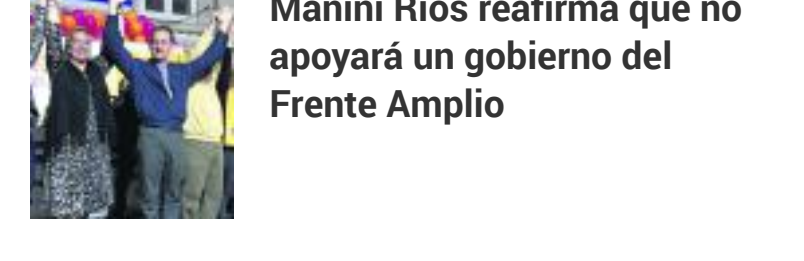 Manini Ríos reafirma que no
apoyará un gobierno del
Frente Amplio